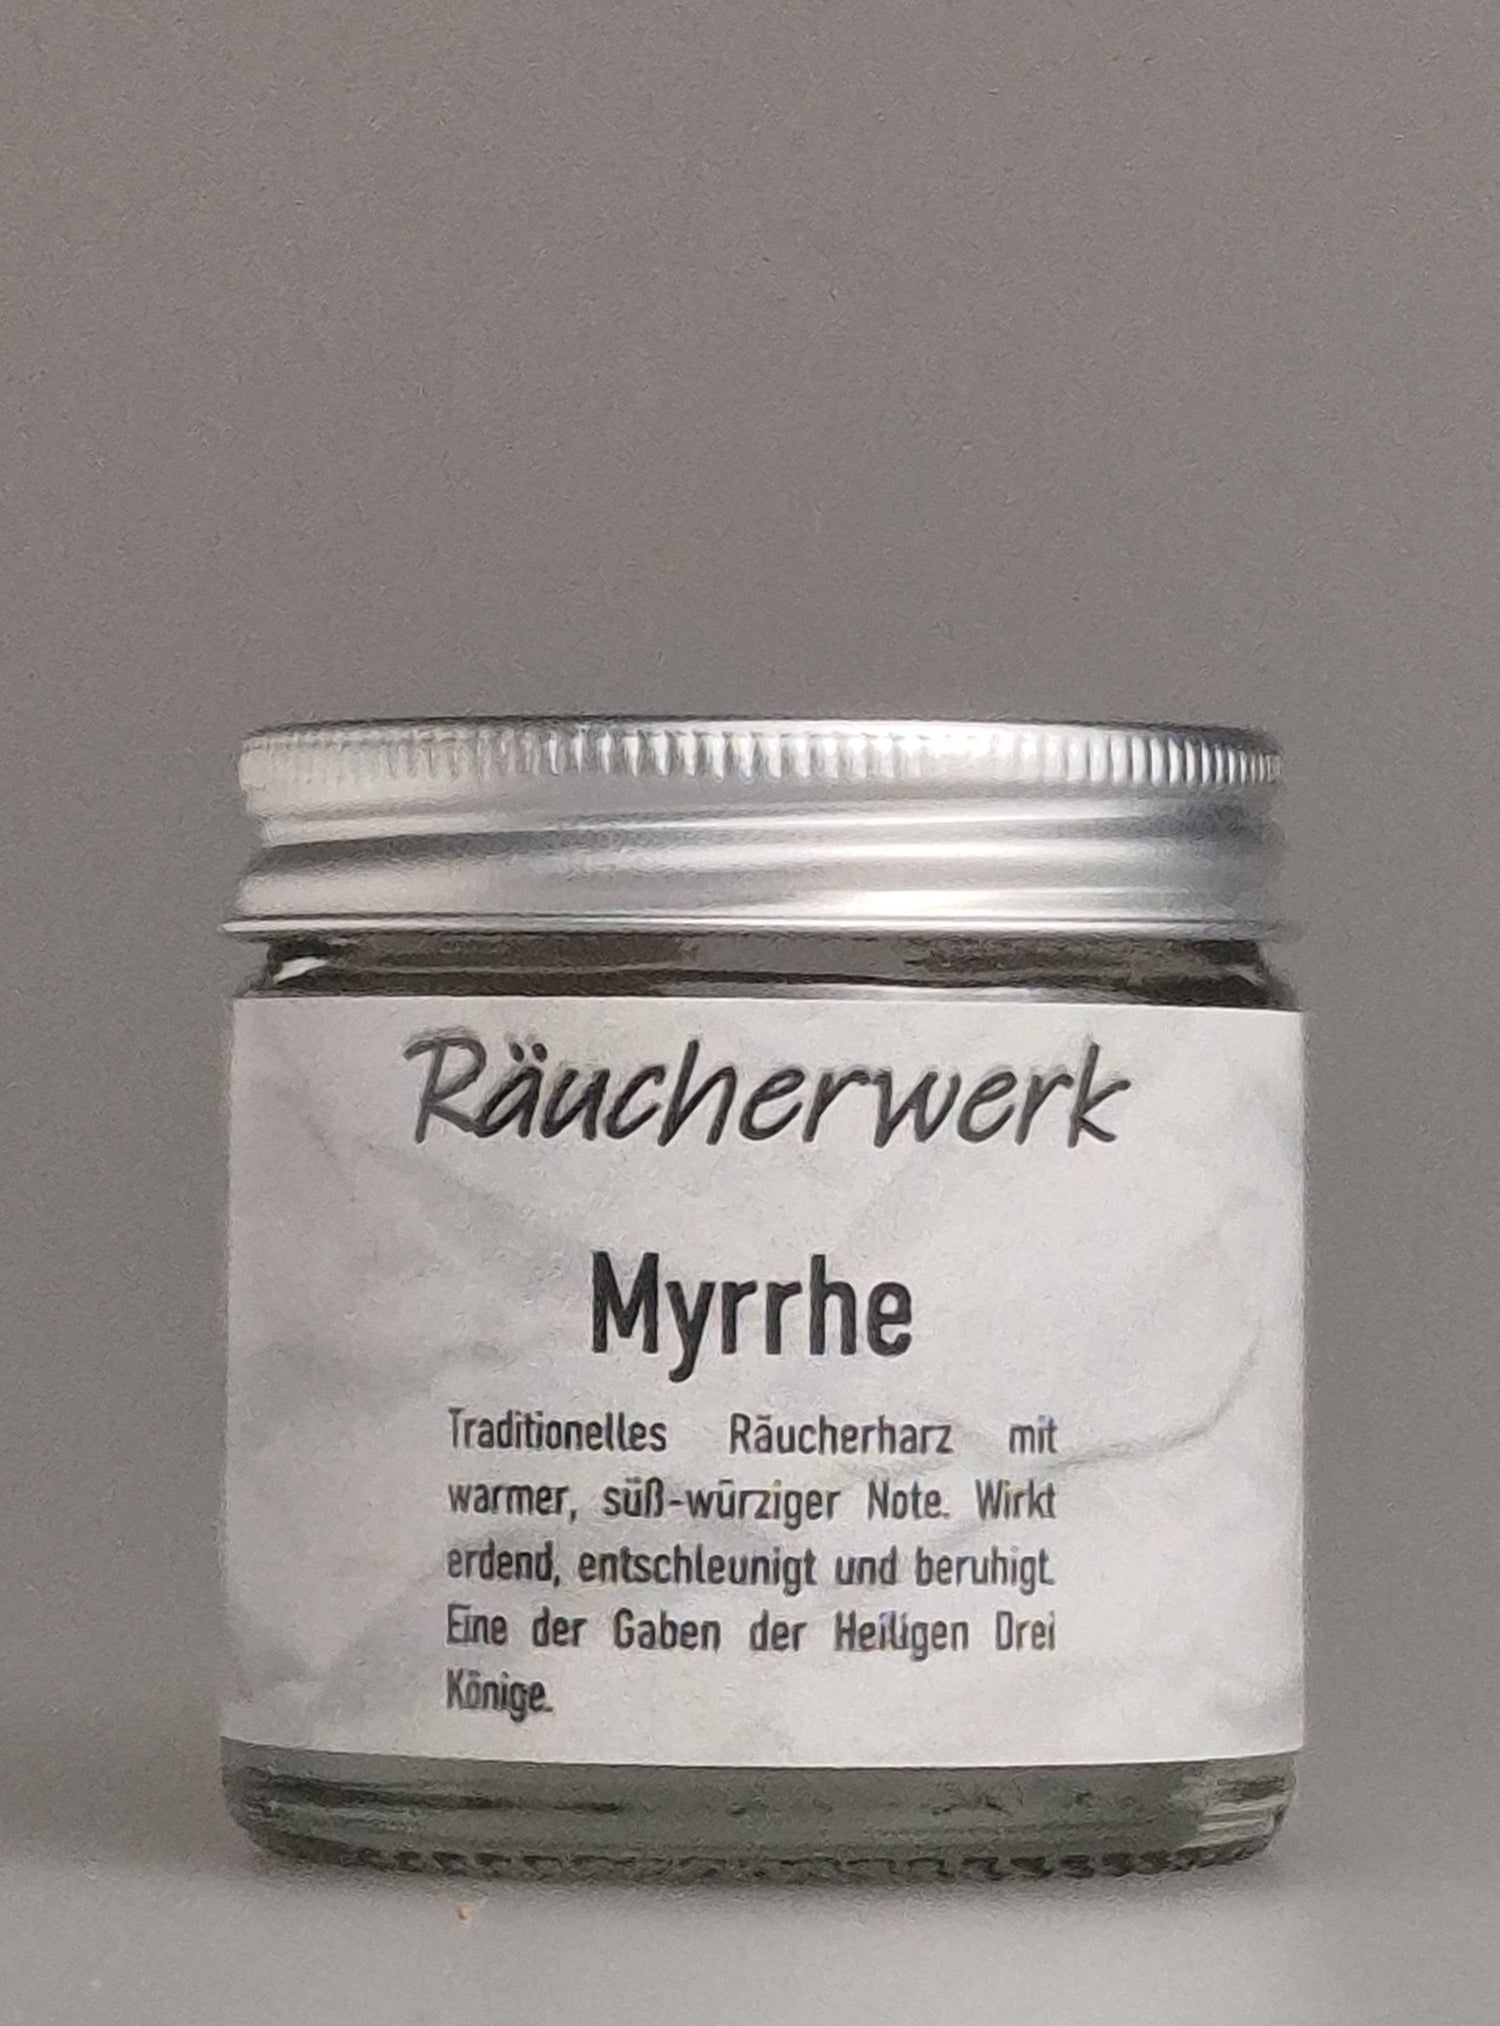 Räucherwerk
Myrrhe
Traditionelles Räucherharz mit
warmer, süß-würziger Note. Wirkt
erdend, entschleunigt und beruhigt.
Eine der Gaben der Heiligen Drei
Könige.